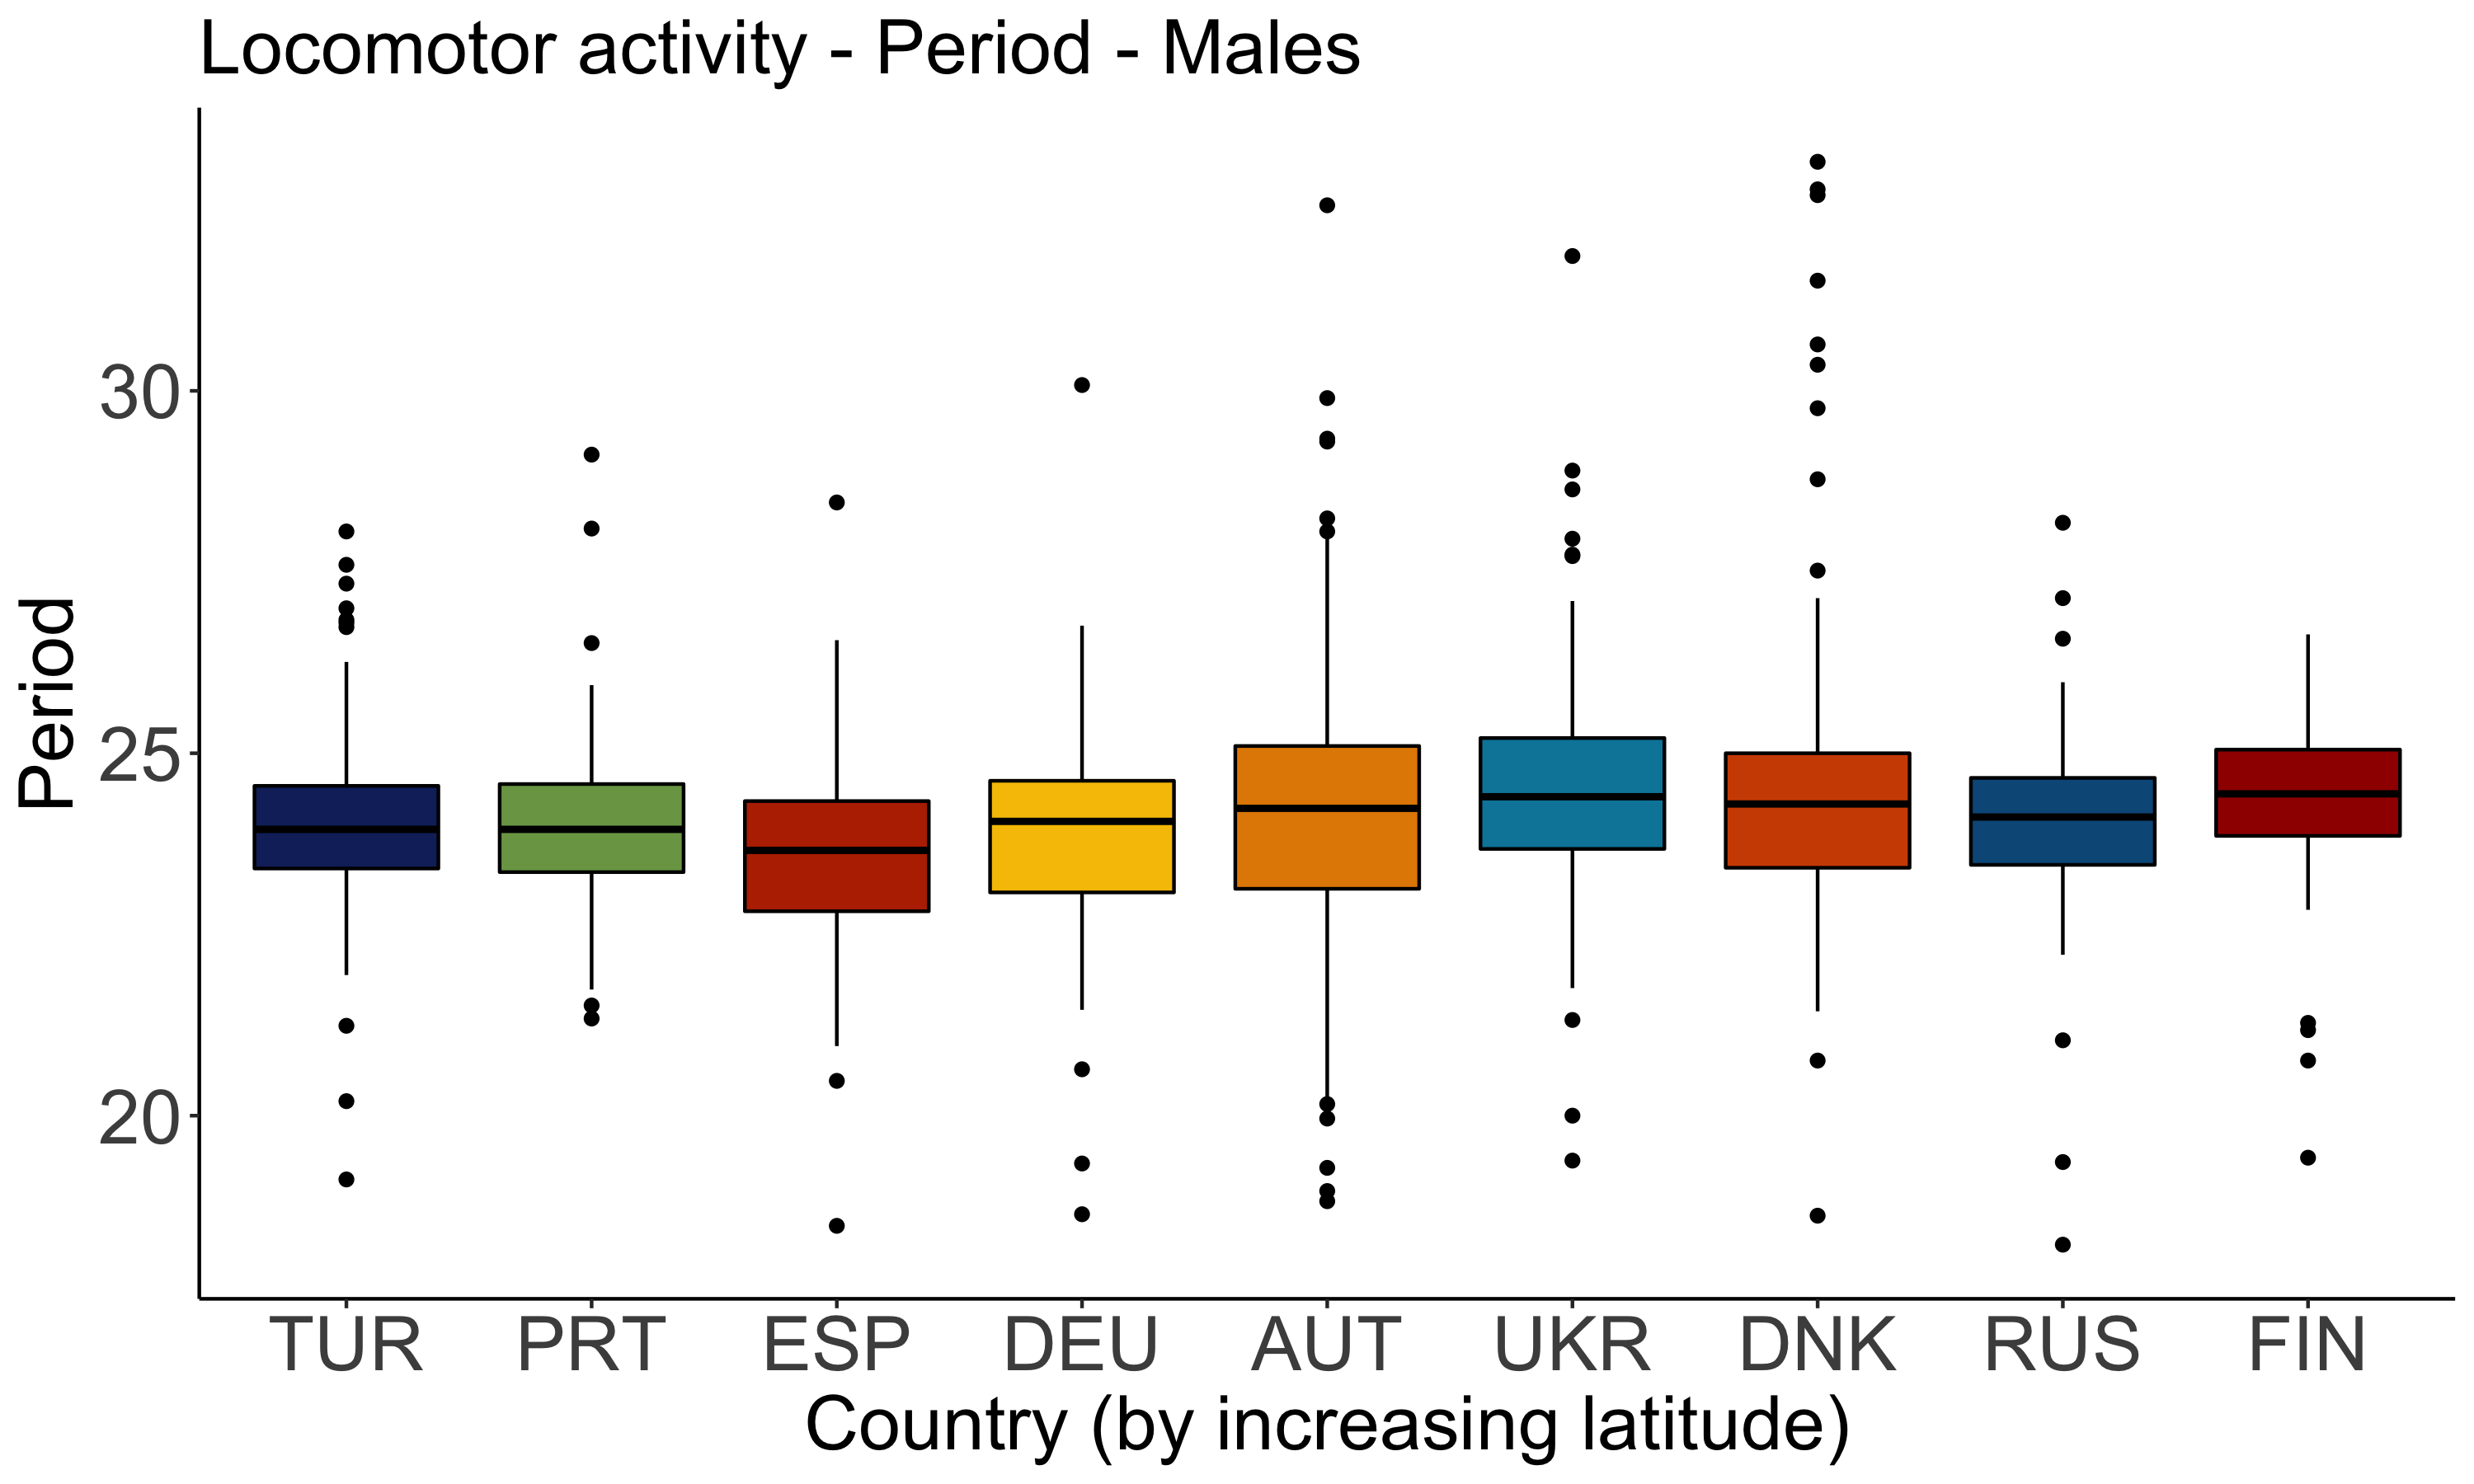 Locomotor activity - Period - Males
Period
30
25
20
TUR PRT ESP DEU AUT UKR DNK RUS FIN
Country (by increasing latitude)